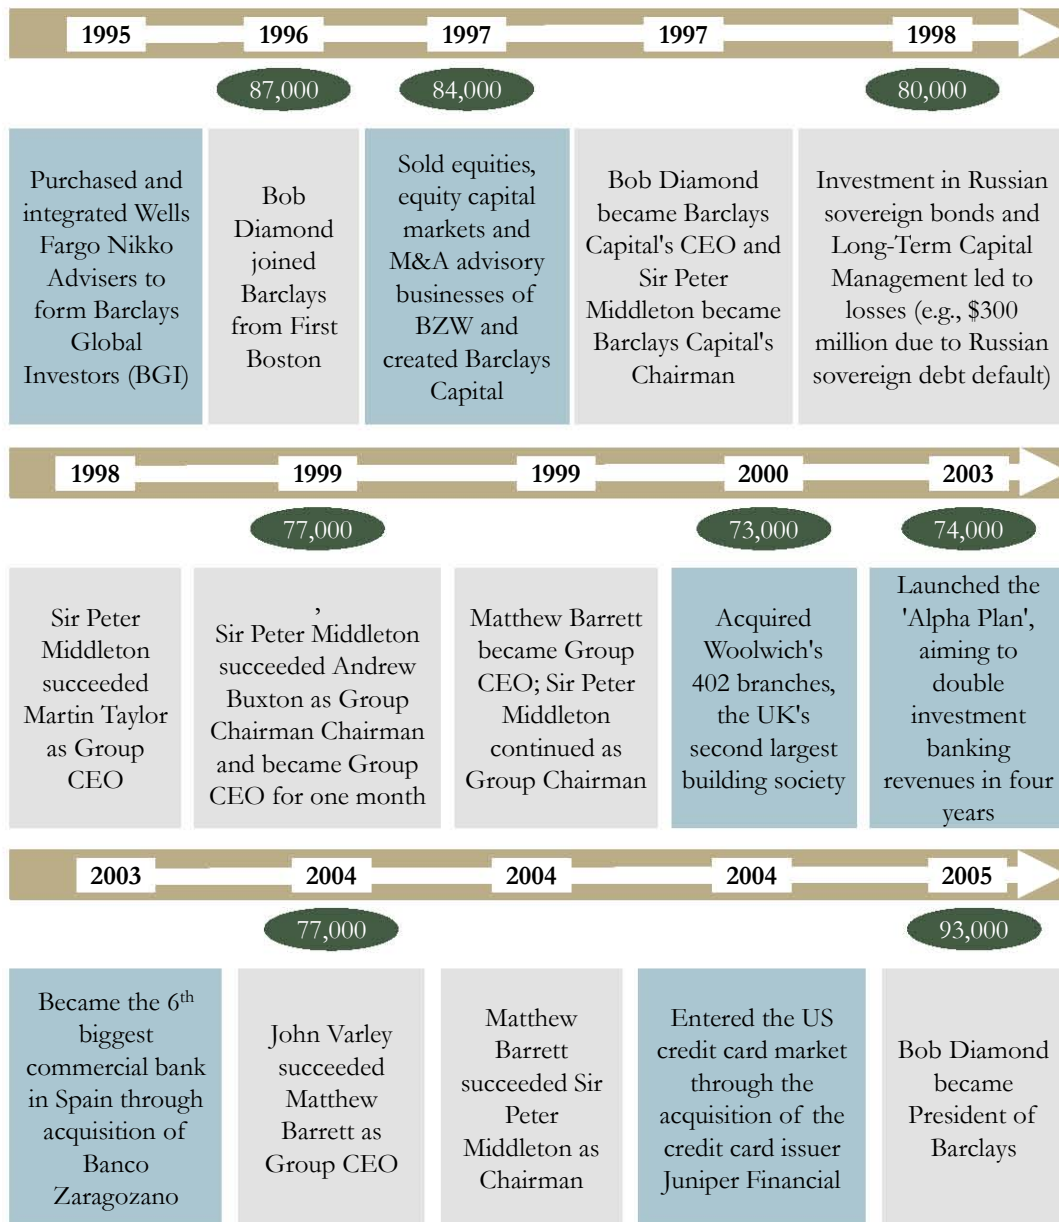 1995 1996 1997 1997 1998
87,000 84,000 80,000
Purchased and
integrated Wells
Fargo Nikko
Advisers to
form Barclays
Global
Investors (BGI)
Bob
Diamond
joined
Barclays
from First
Boston
Sold equities,
equity capital
markets and
M&A advisory
businesses of
BZW and
created Barclays
Capital
Bob Diamond
became Barclays
Capital's CEO and
Sir Peter
Middleton became
Barclays Capital's
Chairman
Investment in Russian
sovereign bonds and
Long-Term Capital
Management led to
losses (e.g., $300
million due to Russian
sovereign debt default)
1998 1999 1999 2000 2003
77,000 73,000 74,000
Sir Peter
Middleton
succeeded
Martin Taylor
as Group
CEO
,
Sir Peter Middleton
succeeded Andrew
Buxton as Group
Chairman Chairman
and became Group
CEO for one month
Matthew Barrett
became Group
CEO; Sir Peter
Middleton
continued as
Group Chairman
Acquired
Woolwich's
402 branches,
the UK's
second largest
building society
Launched the
'Alpha Plan',
aiming to
double
investment
banking
revenues in four
years
2003 2004 2004 2004 2005
77,000 93,000
Became the 6th
biggest
commercial bank
in Spain through
acquisition of
Banco
Zaragozano
John Varley
succeeded
Matthew
Barrett as
Group CEO
Matthew
Barrett
succeeded Sir
Peter
Middleton as
Chairman
Entered the US
credit card market
through the
acquisition of the
credit card issuer
Juniper Financial
Bob Diamond
became
President of
Barclays